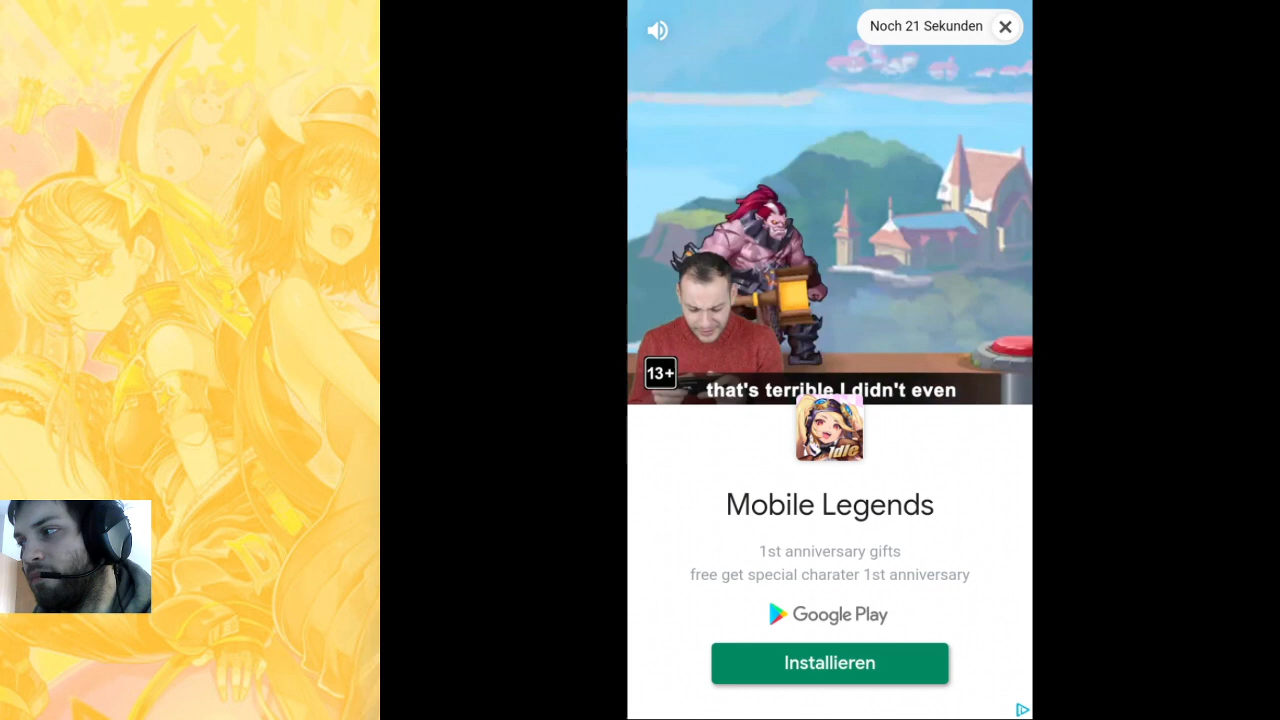 Noch 21 Sekunden
13+
that's terrible I didn't even
Idle
Mobile Legends
1st anniversary gifts
free get special charater 1st anniversary
Google Play
Installieren